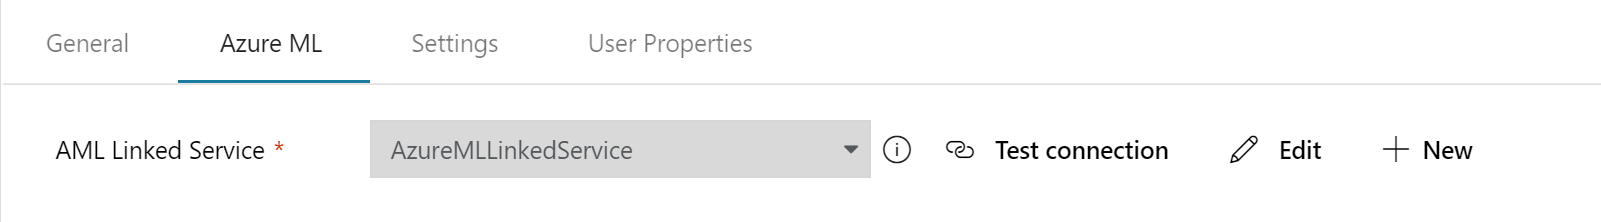 General Azure ML Settings User Properties
AML Linked Service * AzureMLLinkedService Test connection Edit New